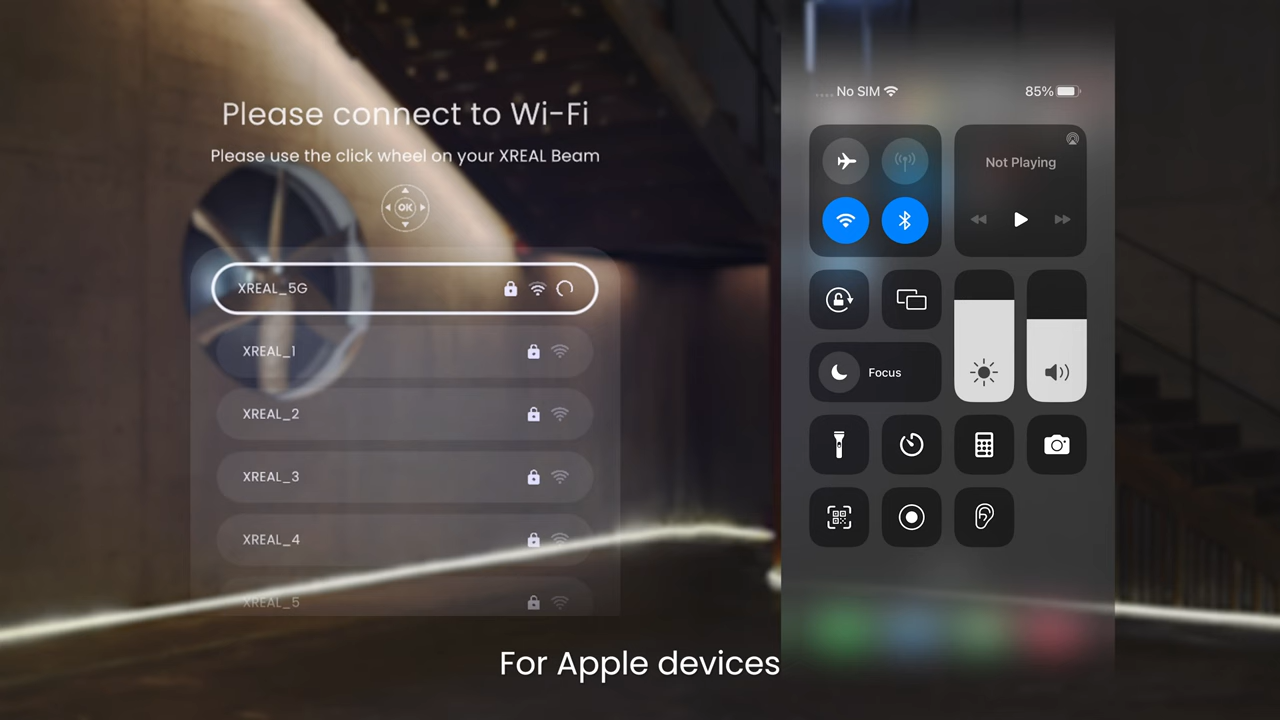 Please connect to Wi-Fi
Please use the click wheel on your XREAL Beam
OK
XREAL_5G
XREAL_1
XREAL_2
XREAL_3
XREAL_4
XREAL_5
No SIM
85%
Not Playing
Focus
For Apple devices